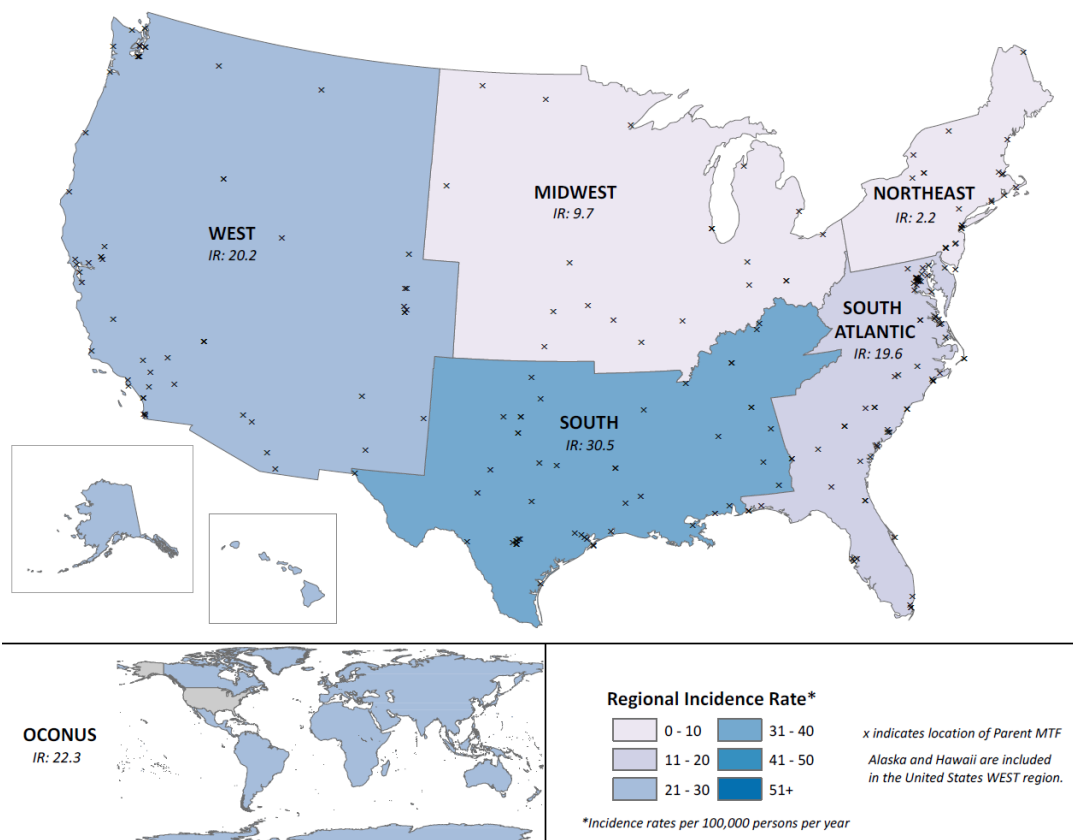 MIDWEST
IR: 9.7
NORTHEAST
IR: 2.2
WEST
IR: 20.2
SOUTH
ATLANTIC
IR: 19.6
SOUTH
IR: 30.5
OCONUS
IR: 22.3
Regional Incidence Rate*
0 - 10
11 - 20
21 - 30
31 - 40
41 - 50
51+
x indicates location of Parent MTF
Alaska and Hawaii are included
in the United States WEST region.
*Incidence rates per 100,000 persons per year